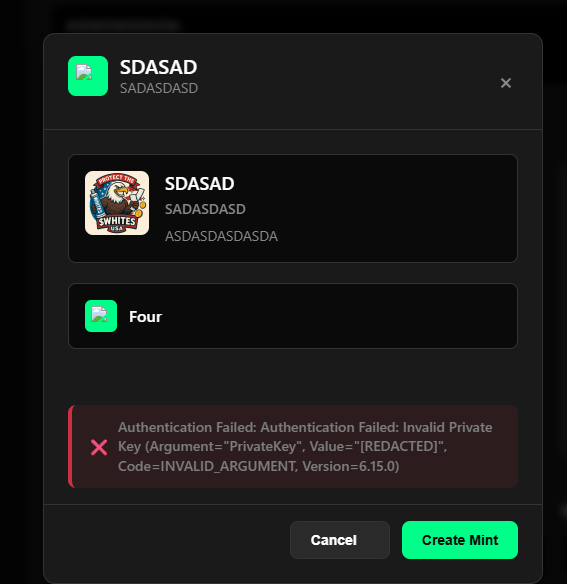 SDASAD
SADASDASD
×
PROTECT THE
$WHITES
USA
SDASAD
SADASDASD
ASDASDASDASDA
Four
Authentication Failed: Authentication Failed: Invalid Private
Key (Argument="PrivateKey", Value="[REDACTED]",
Code=INVALID_ARGUMENT, Version=6.15.0)
Cancel
Create Mint